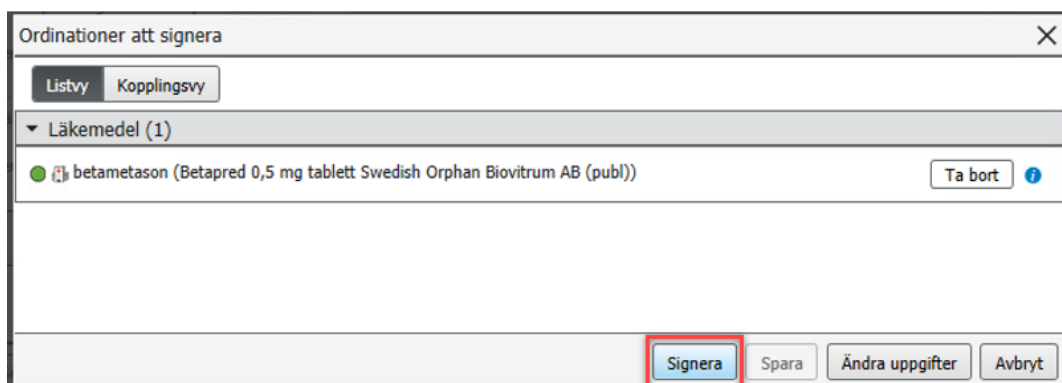 Ordinationer att signera
Listvy Kopplingsvy
Läkemedel (1)
betametason (Betapred 0,5 mg tablett Swedish Orphan Biovitrum AB (publ)) Ta bort
Signera Spara Ändra uppgifter Avbryt